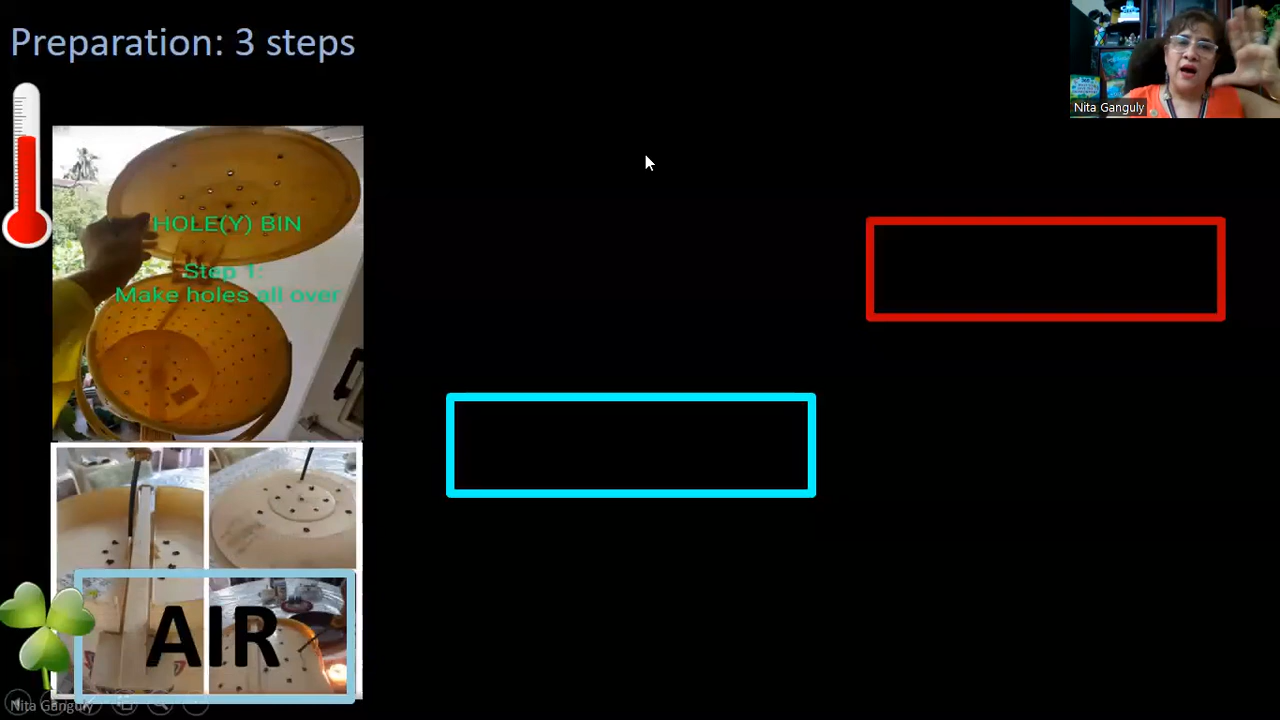 Preparation: 3 steps
Nita Ganguly
HOLE(Y) BIN
Step 1:
Make holes all over
AIR
Nita Ganguly